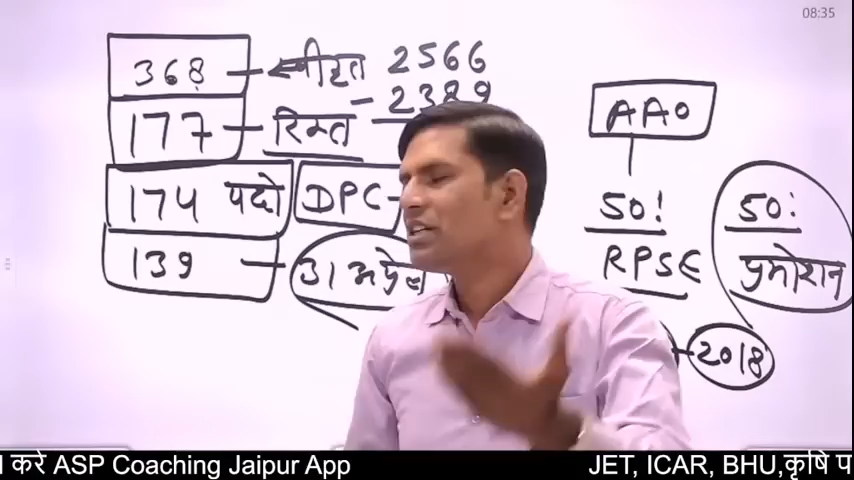 08:35
368 स्वीकृत 2566
- 2389
177 - रिक्त
174 पदो DPC -
139 31 अप्रेल
AAO
50! 50:
RPSC प्रमोशन
2018
करे ASP Coaching Jaipur App
JET, ICAR, BHU,कृषि प